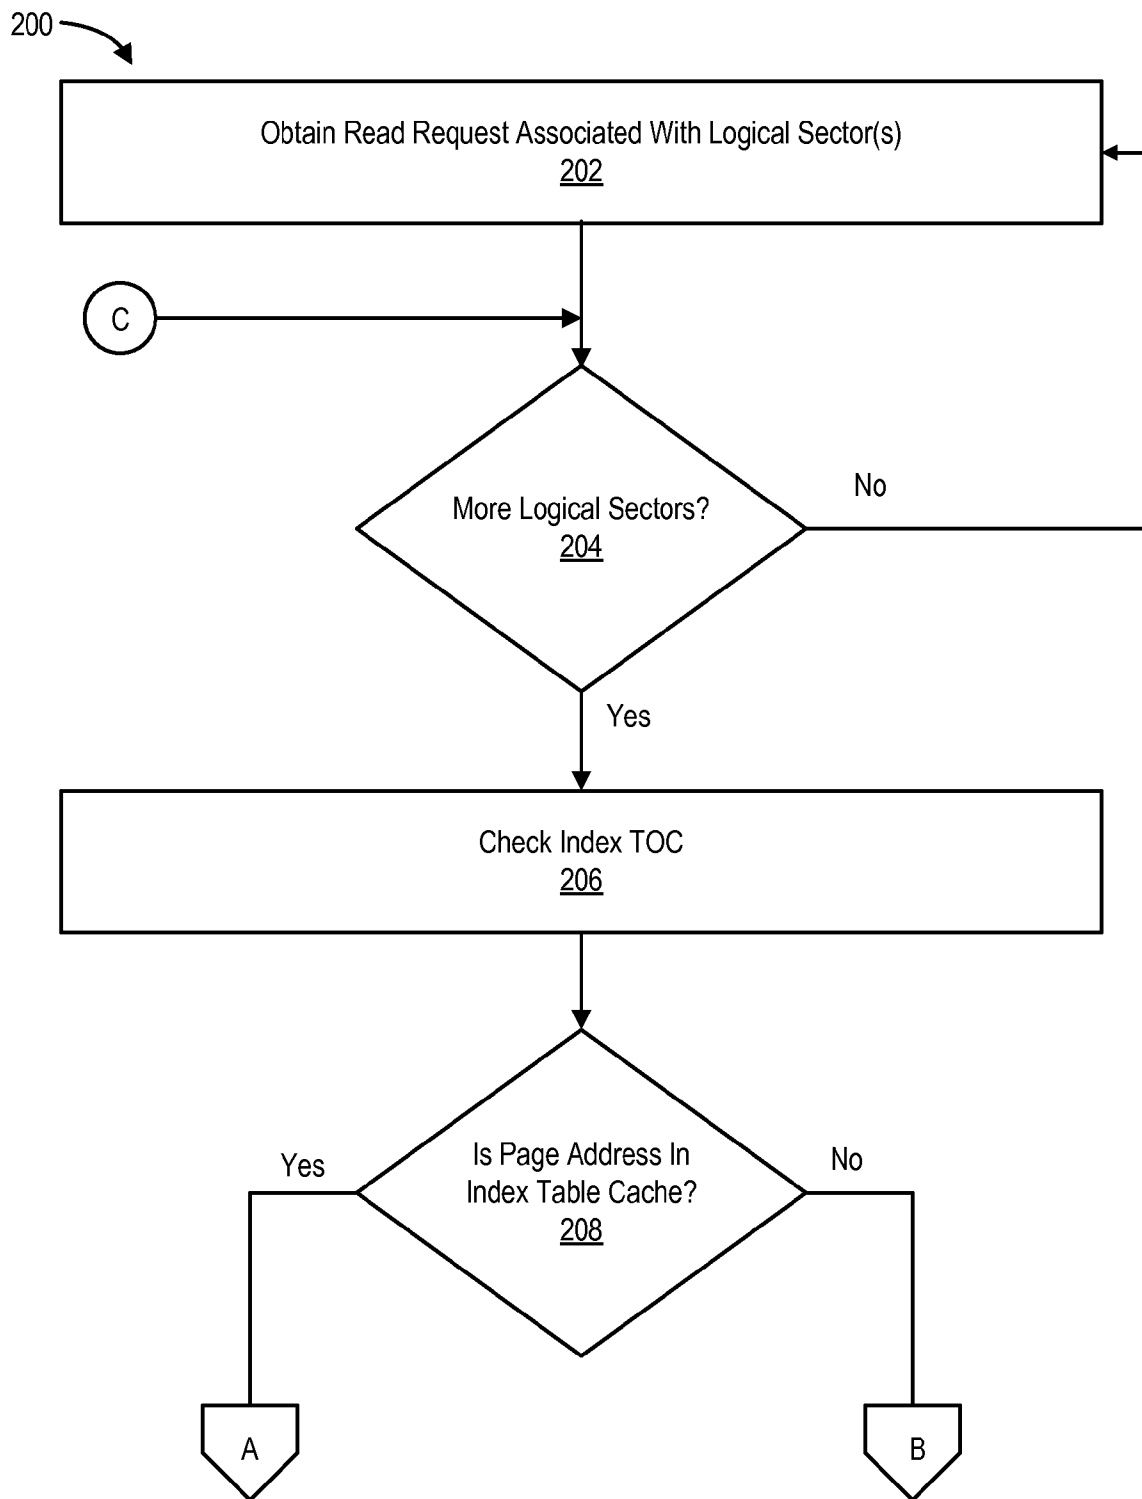 200
Obtain Read Request Associated With Logical Sector(s)
202
C
No
More Logical Sectors?
204
Yes
Check Index TOC
206
Is Page Address In
Index Table Cache?
208
Yes
No
A
B